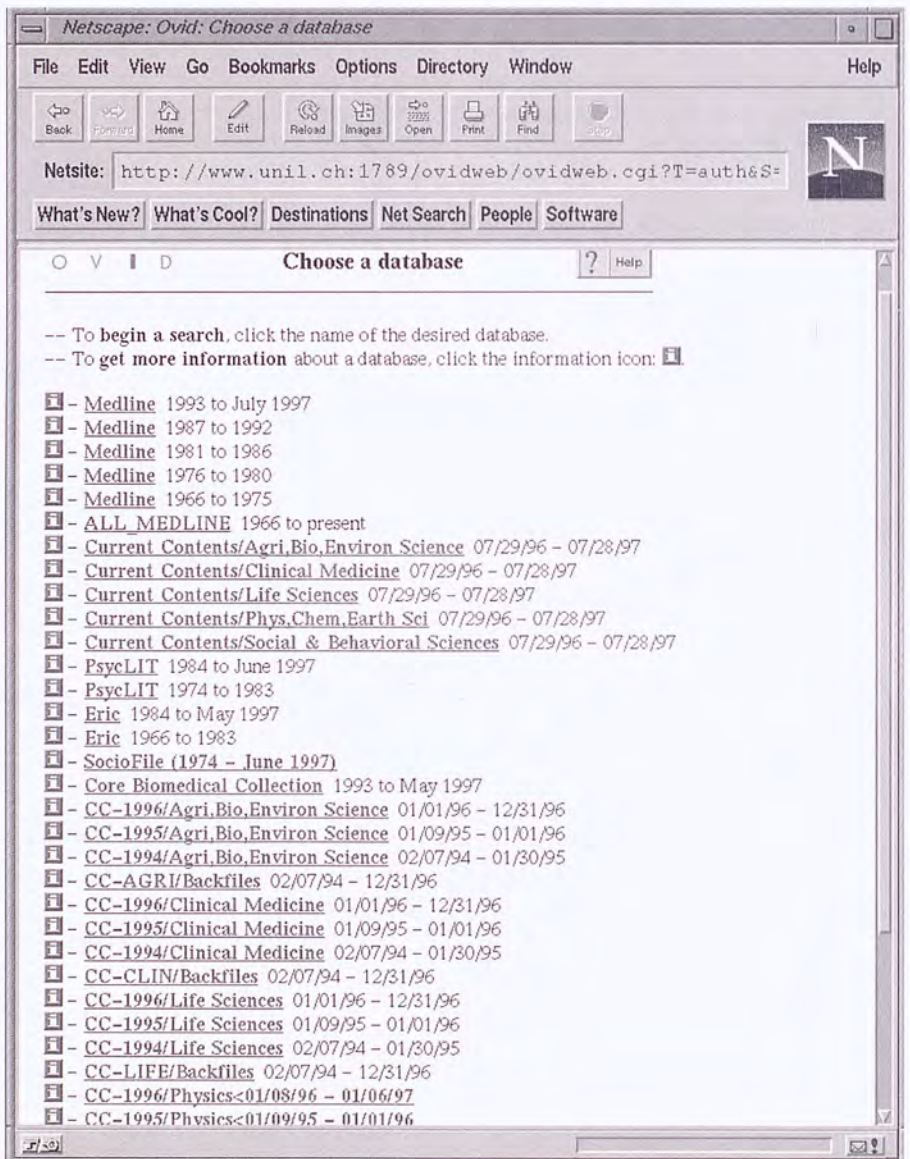 Netscape: Ovid: Choose a database
File Edit View Go Bookmarks Options Directory Window Help
Back Forward Home Edit Reload Images Open Print Find Stop
Netsite: http://www.unil.ch:1789/ovidweb/ovidweb.cgi?T=auth&S=
N
What's New? What's Cool? Destinations Net Search People Software
O V I D Choose a database ? Help
-- To begin a search, click the name of the desired database.
-- To get more information about a database, click the information icon: i.
i - Medline 1993 to July 1997
i - Medline 1987 to 1992
i - Medline 1981 to 1986
i - Medline 1976 to 1980
i - Medline 1966 to 1975
i - ALL_MEDLINE 1966 to present
i - Current Contents/Agri,Bio,Environ Science 07/29/96 - 07/28/97
i - Current Contents/Clinical Medicine 07/29/96 - 07/28/97
i - Current Contents/Life Sciences 07/29/96 - 07/28/97
i - Current Contents/Phys,Chem,Earth Sci 07/29/96 - 07/28/97
i - Current Contents/Social & Behavioral Sciences 07/29/96 - 07/28/97
i - PsycLIT 1984 to June 1997
i - PsycLIT 1974 to 1983
i - Eric 1984 to May 1997
i - Eric 1966 to 1983
i - SocioFile (1974 - June 1997)
i - Core Biomedical Collection 1993 to May 1997
i - CC-1996/Agri,Bio,Environ Science 01/01/96 - 12/31/96
i - CC-1995/Agri,Bio,Environ Science 01/09/95 - 01/01/96
i - CC-1994/Agri,Bio,Environ Science 02/07/94 - 01/30/95
i - CC-AGRI/Backfiles 02/07/94 - 12/31/96
i - CC-1996/Clinical Medicine 01/01/96 - 12/31/96
i - CC-1995/Clinical Medicine 01/09/95 - 01/01/96
i - CC-1994/Clinical Medicine 02/07/94 - 01/30/95
i - CC-CLIN/Backfiles 02/07/94 - 12/31/96
i - CC-1996/Life Sciences 01/01/96 - 12/31/96
i - CC-1995/Life Sciences 01/09/95 - 01/01/96
i - CC-1994/Life Sciences 02/07/94 - 01/30/95
i - CC-LIFE/Backfiles 02/07/94 - 12/31/96
i - CC-1996/Physics<01/08/96 - 01/06/97
i - CC-1995/Physics<01/09/95 - 01/01/96